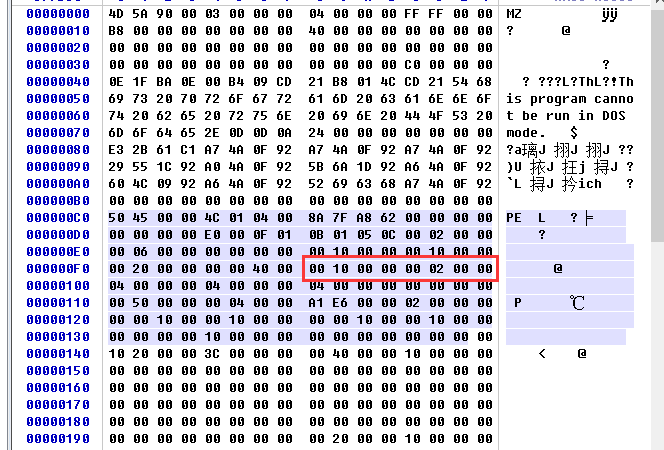 00000000 4D 5A 90 00 03 00 00 00 04 00 00 00 FF FF 00 00 MZ ÿÿ
00000010 B8 00 00 00 00 00 00 00 40 00 00 00 00 00 00 00 ? @
00000020 00 00 00 00 00 00 00 00 00 00 00 00 00 00 00 00
00000030 00 00 00 00 00 00 00 00 00 00 00 00 C0 00 00 00 ?
00000040 0E 1F BA 0E 00 B4 09 CD 21 B8 01 4C CD 21 54 68 ? ???L?ThL?!Th
00000050 69 73 20 70 72 6F 67 72 61 6D 20 63 61 6E 6E 6F is program canno
00000060 74 20 62 65 20 72 75 6E 20 69 6E 20 44 4F 53 20 t be run in DOS
00000070 6D 6F 64 65 2E 0D 0D 0A 24 00 00 00 00 00 00 00 mode. $
00000080 E3 2B 61 C1 A7 4A 0F 92 A7 4A 0F 92 A7 4A 0F 92 ?a璃J 挧J 挧J ??
00000090 29 55 1C 92 A0 4A 0F 92 5B 6A 1D 92 A6 4A 0F 92 )U 挀J 抂j 挦J ?
000000A0 60 4C 09 92 A6 4A 0F 92 52 69 63 68 A7 4A 0F 92 `L 挦J 扲ich ?
000000B0 00 00 00 00 00 00 00 00 00 00 00 00 00 00 00 00
000000C0 50 45 00 00 4C 01 04 00 8A 7F A8 62 00 00 00 00 PE L ?
000000D0 00 00 00 00 E0 00 0F 01 0B 01 05 0C 00 02 00 00 ?
000000E0 00 06 00 00 00 00 00 00 00 10 00 00 00 10 00 00
000000F0 00 20 00 00 00 00 40 00 00 10 00 00 00 02 00 00 @
00000100 04 00 00 00 04 00 00 00 04 00 00 00 00 00 00 00
00000110 00 50 00 00 00 04 00 00 A1 E6 00 00 02 00 00 00 P ℃
00000120 00 00 10 00 00 10 00 00 00 00 10 00 00 10 00 00
00000130 00 00 00 00 10 00 00 00 00 00 00 00 00 00 00 00
00000140 10 20 00 00 3C 00 00 00 00 40 00 00 10 00 00 00 < @
00000150 00 00 00 00 00 00 00 00 00 00 00 00 00 00 00 00
00000160 00 00 00 00 00 00 00 00 00 00 00 00 00 00 00 00
00000170 00 00 00 00 00 00 00 00 00 00 00 00 00 00 00 00
00000180 00 00 00 00 00 00 00 00 00 00 00 00 00 00 00 00
00000190 00 00 00 00 00 00 00 00 00 20 00 00 10 00 00 00